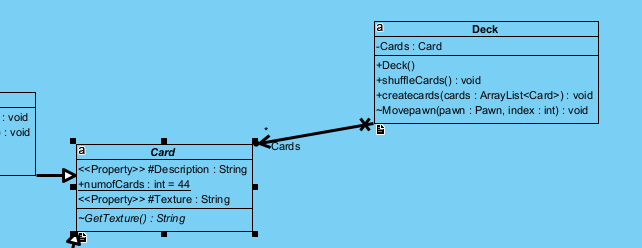 a
Deck
-Cards : Card
+Deck()
+shuffleCards() : void
+createcards(cards : ArrayList<Card>) : void
~Movepawn(pawn : Pawn, index : int) : void
: void
: void
*
-Cards
a
Card
<<Property>> #Description : String
+numofCards : int = 44
<<Property>> #Texture : String
~GetTexture() : String